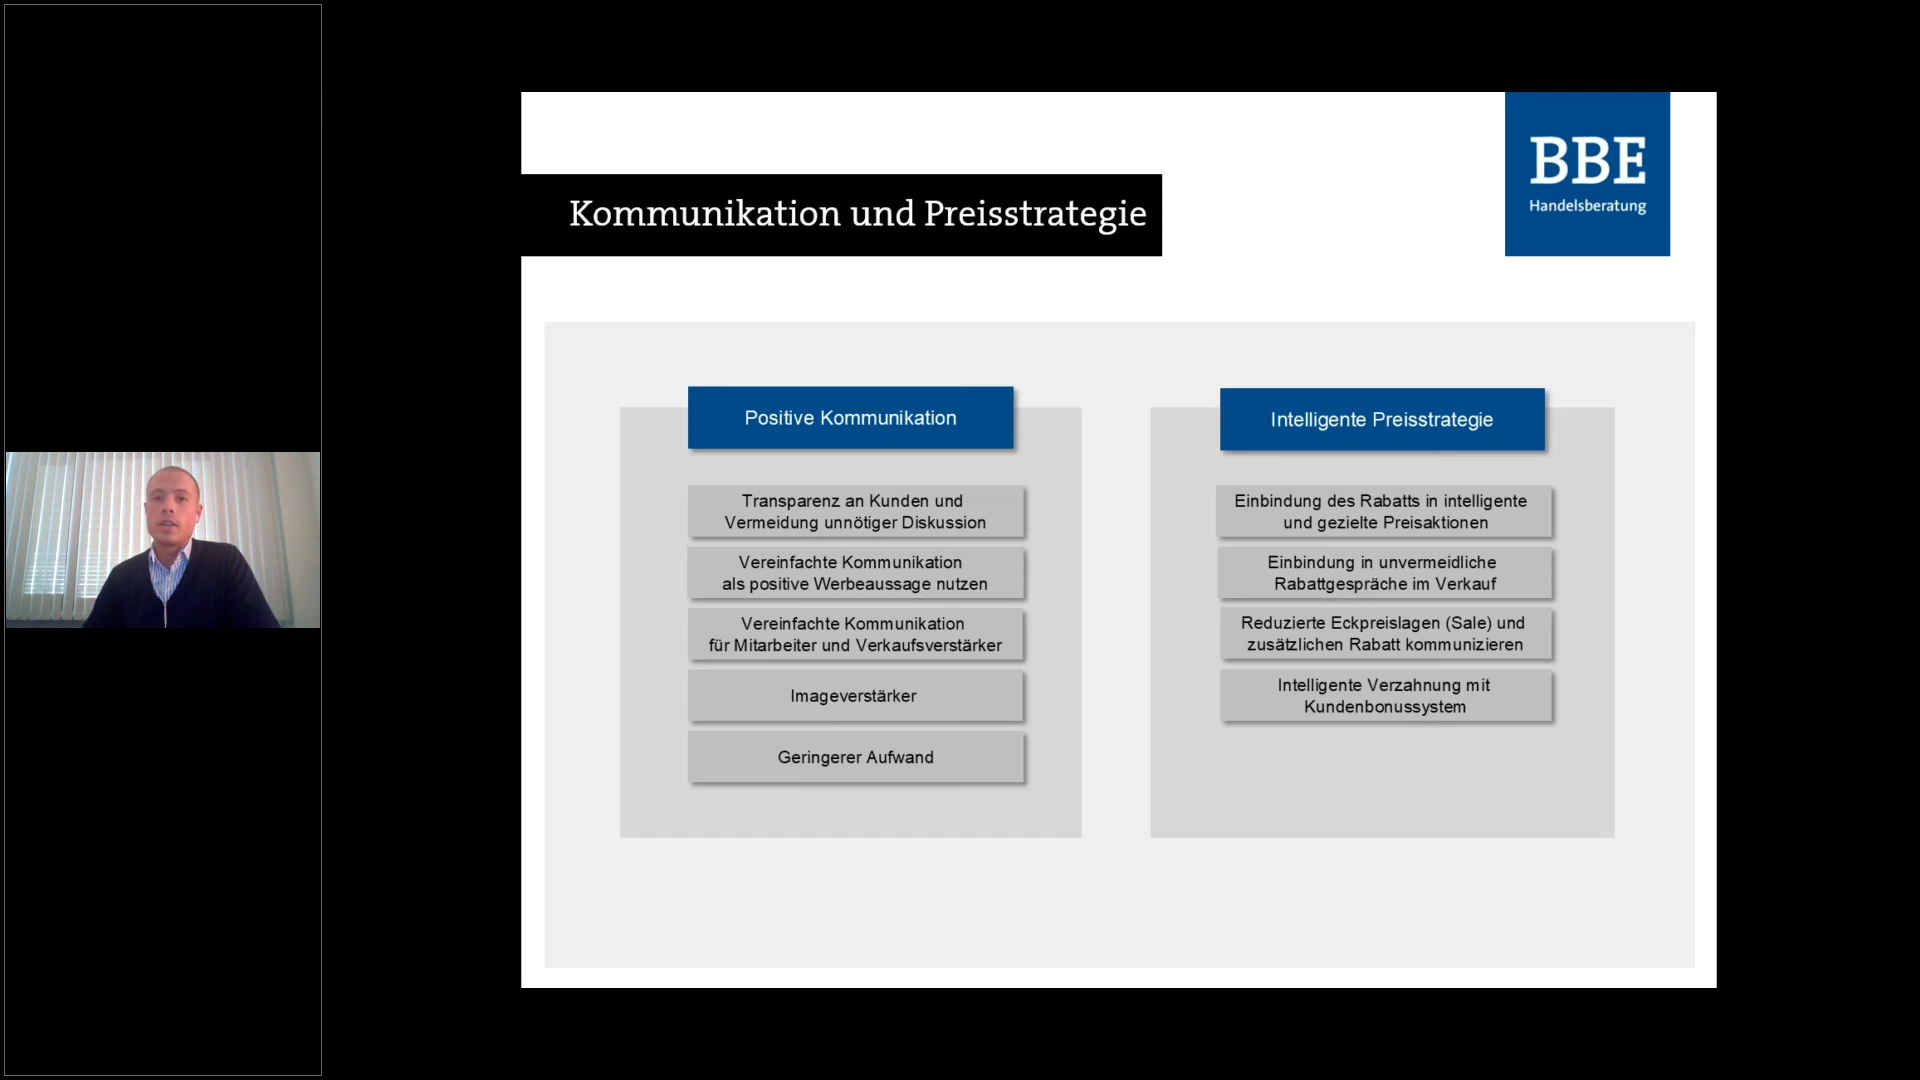 BBE
Handelsberatung
Kommunikation und Preisstrategie
Positive Kommunikation
Transparenz an Kunden und
Vermeidung unnötiger Diskussion
Vereinfachte Kommunikation
als positive Werbeaussage nutzen
Vereinfachte Kommunikation
für Mitarbeiter und Verkaufsverstärker
Imageverstärker
Geringerer Aufwand
Intelligente Preisstrategie
Einbindung des Rabatts in intelligente
und gezielte Preisaktionen
Einbindung in unvermeidliche
Rabattgespräche im Verkauf
Reduzierte Eckpreislagen (Sale) und
zusätzlichen Rabatt kommunizieren
Intelligente Verzahnung mit
Kundenbonussystem